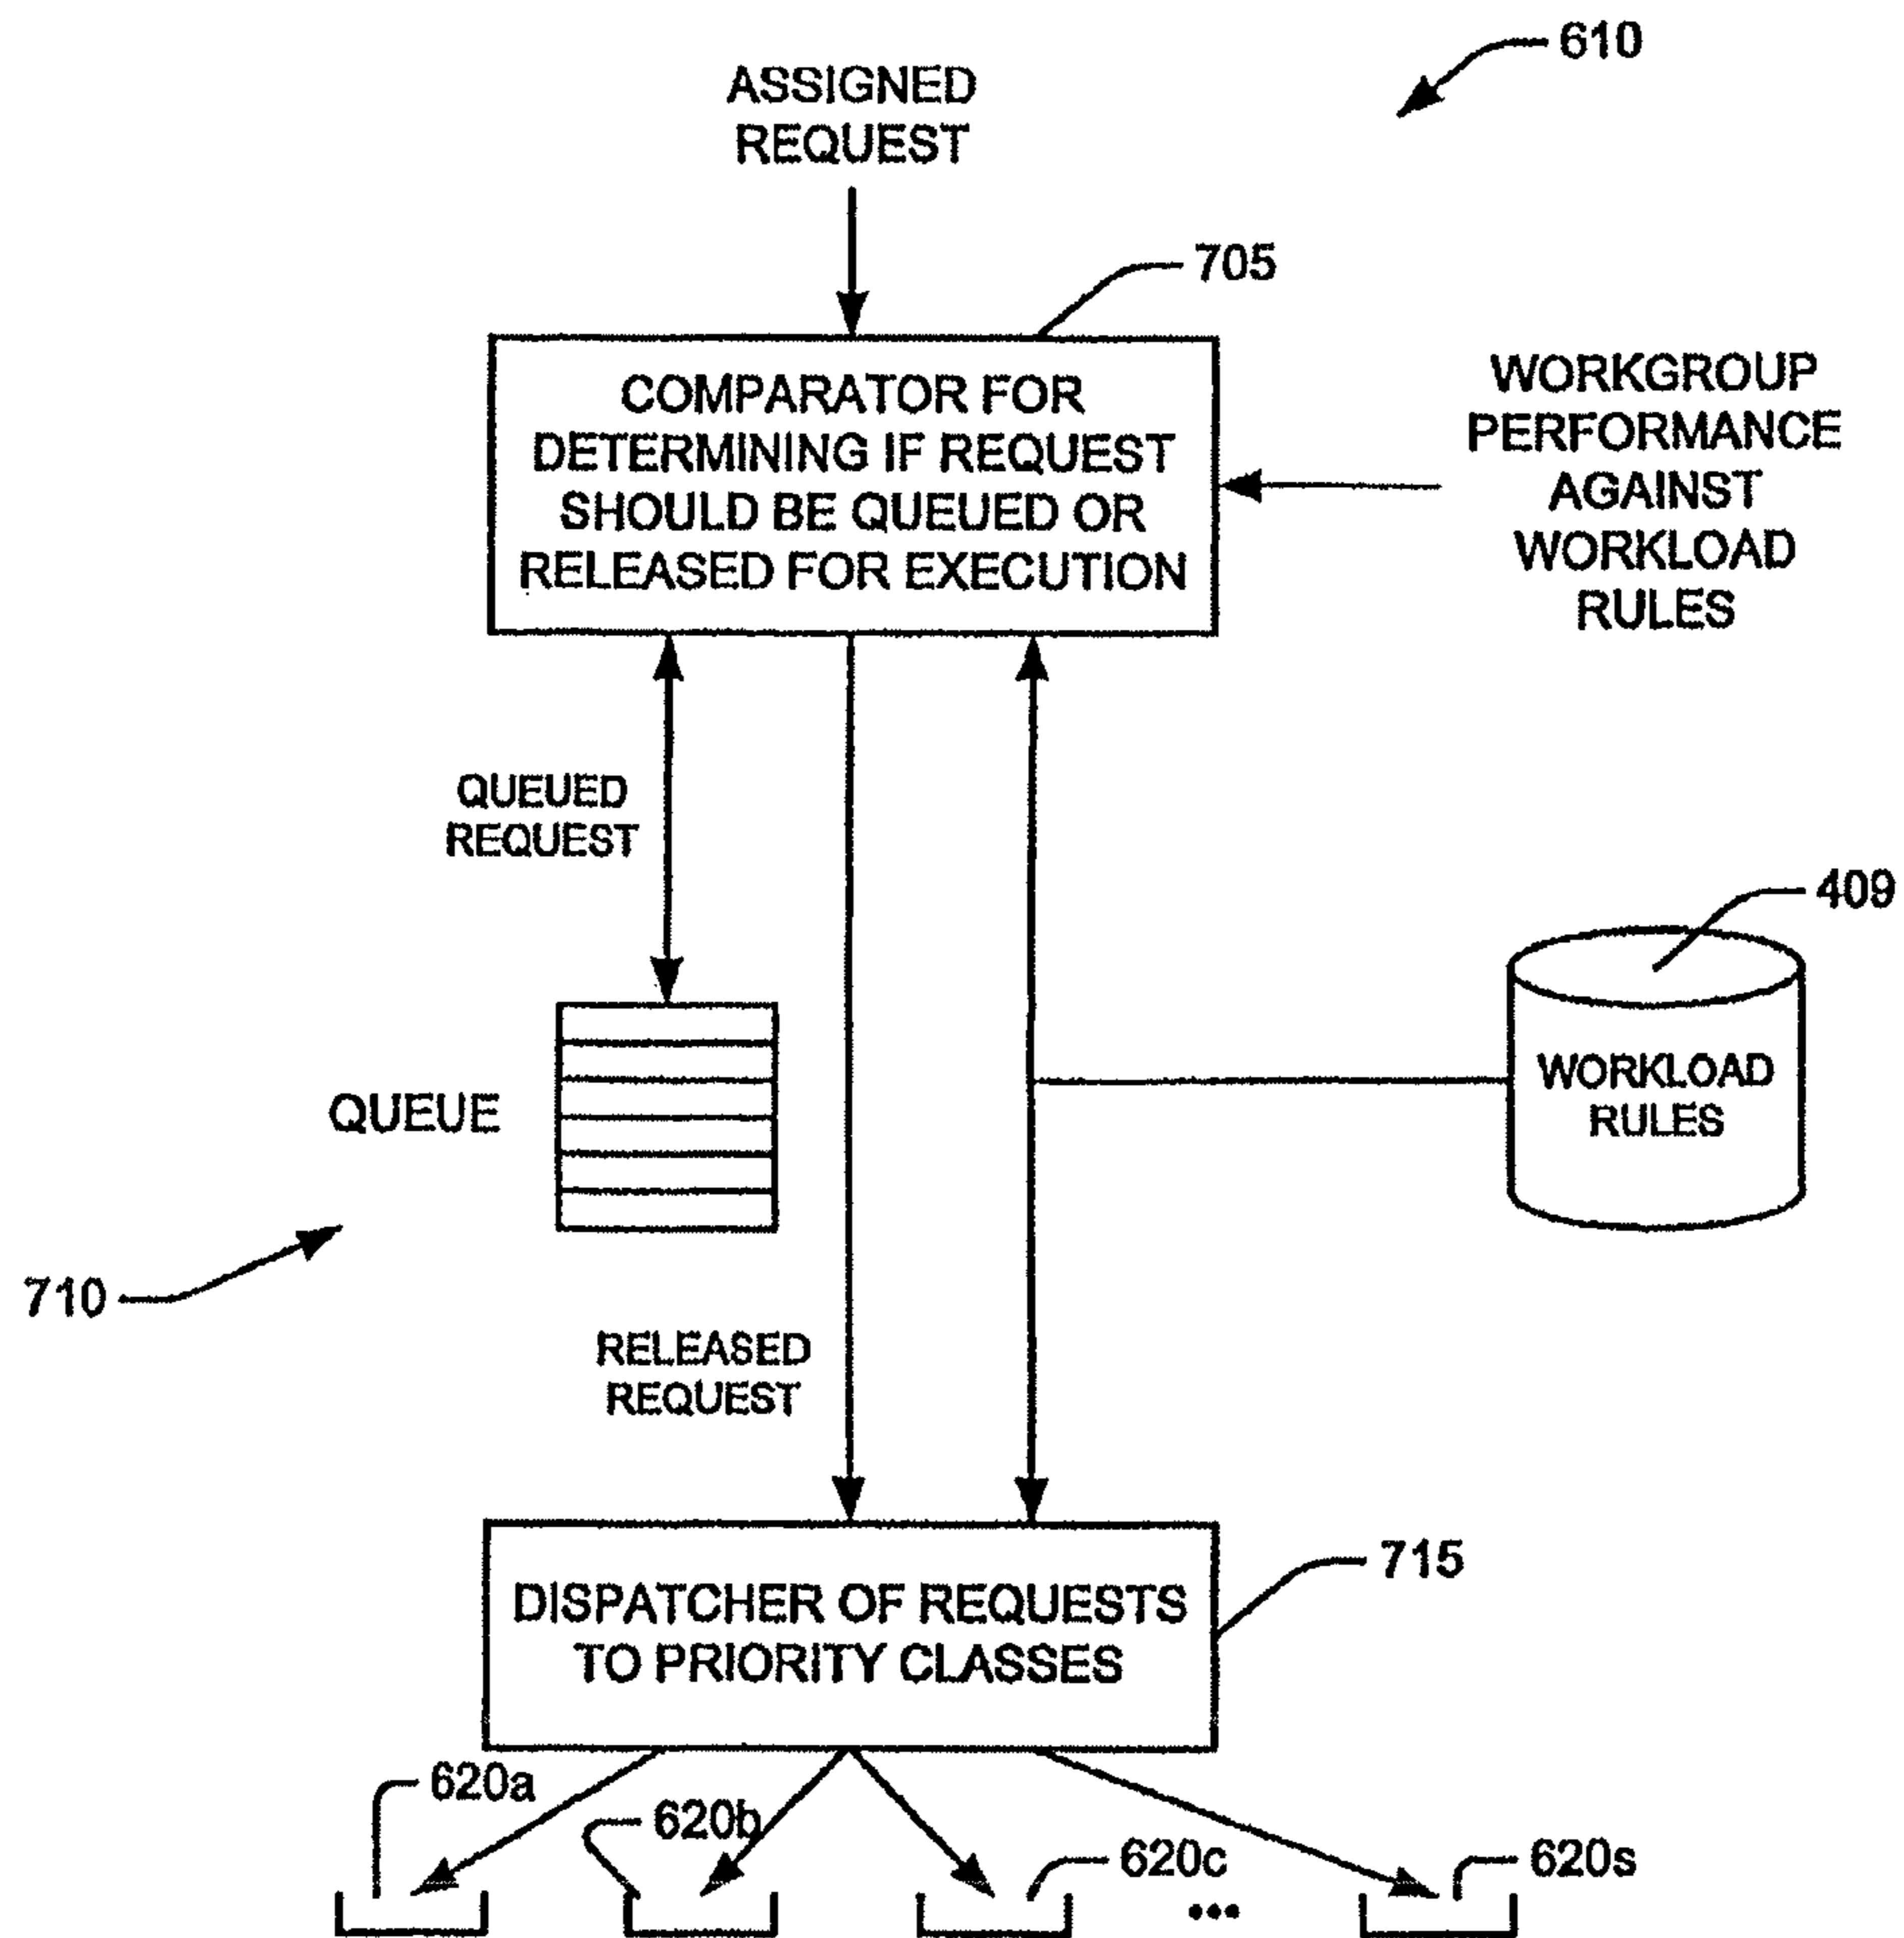 610
ASSIGNED
REQUEST
705
COMPARATOR FOR
DETERMINING IF REQUEST
SHOULD BE QUEUED OR
RELEASED FOR EXECUTION
WORKGROUP
PERFORMANCE
AGAINST
WORKLOAD
RULES
QUEUED
REQUEST
409
WORKLOAD
RULES
QUEUE
710
RELEASED
REQUEST
715
DISPATCHER OF REQUESTS
TO PRIORITY CLASSES
620a
620b
620c
...
620s